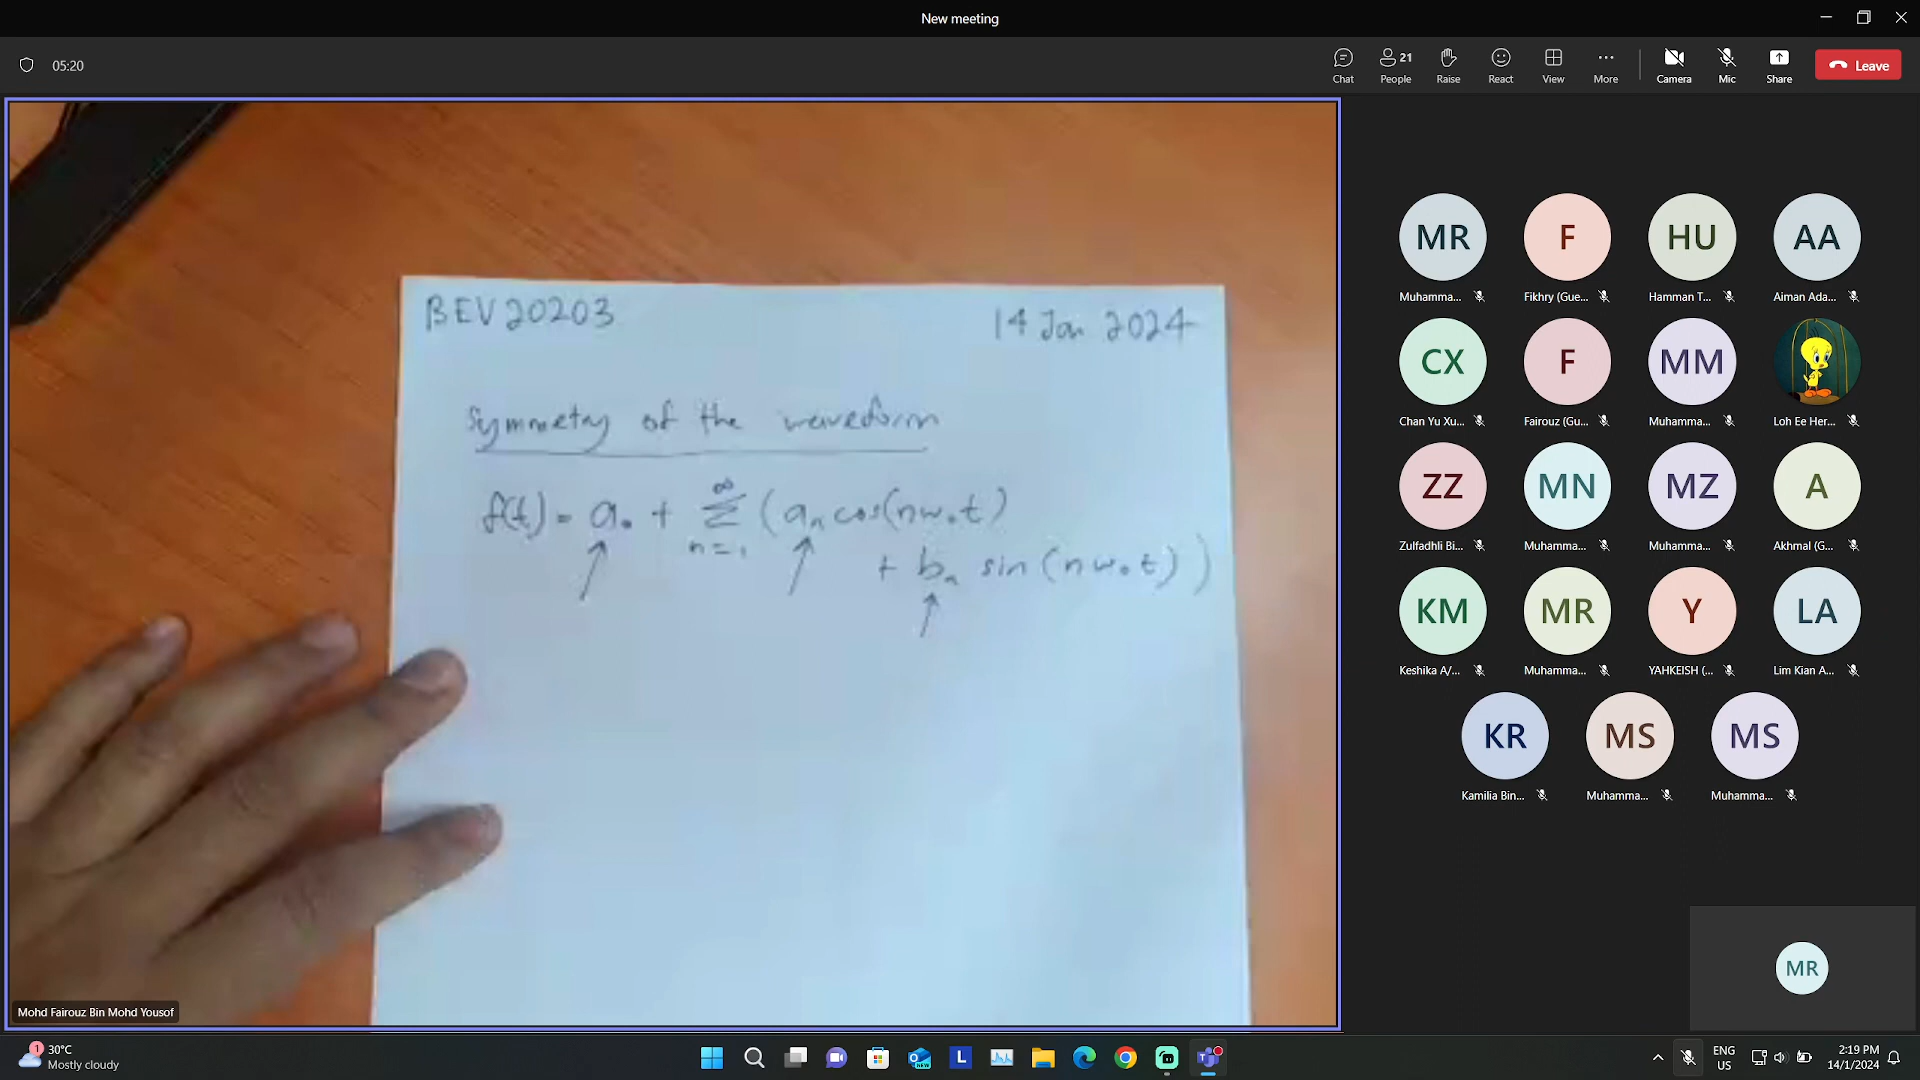 New meeting
05:20
Chat
21
People
Raise
React
View
More
Camera
Mic
Share
Leave
BEV 20203
14 Jan 2024
Symmetry of the waveform
f(t) = a₀ + ∞ Σ n=1 (aₙ cos(nω₀t)
+ bₙ sin(nω₀t))
Mohd Fairouz Bin Mohd Yousof
MR
F
HU
AA
Muhamma...
Fikhry (Gue...
Hamman T...
Aiman Ada...
CX
F
MM
Chan Yu Xu...
Fairouz (Gu...
Muhamma...
Loh Ee Her...
ZZ
MN
MZ
A
Zulfadhli Bi...
Muhamma...
Muhamma...
Akhmal (G...
KM
MR
Y
LA
Keshika A/...
Muhamma...
YAHKEISH (...
Lim Kian A...
KR
MS
MS
Kamilia Bin...
Muhamma...
Muhamma...
MR
1
30°C
Mostly cloudy
NEW
L
ENG
US
2:19 PM
14/1/2024